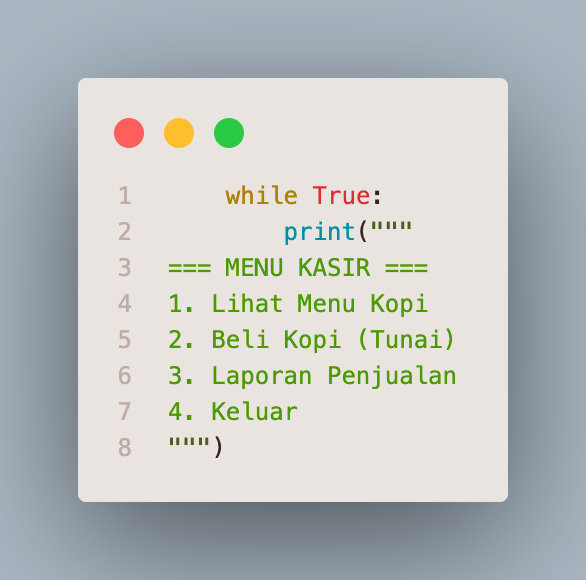 1    while True:
2        print("""
3 === MENU KASIR ===
4 1. Lihat Menu Kopi
5 2. Beli Kopi (Tunai)
6 3. Laporan Penjualan
7 4. Keluar
8 """)